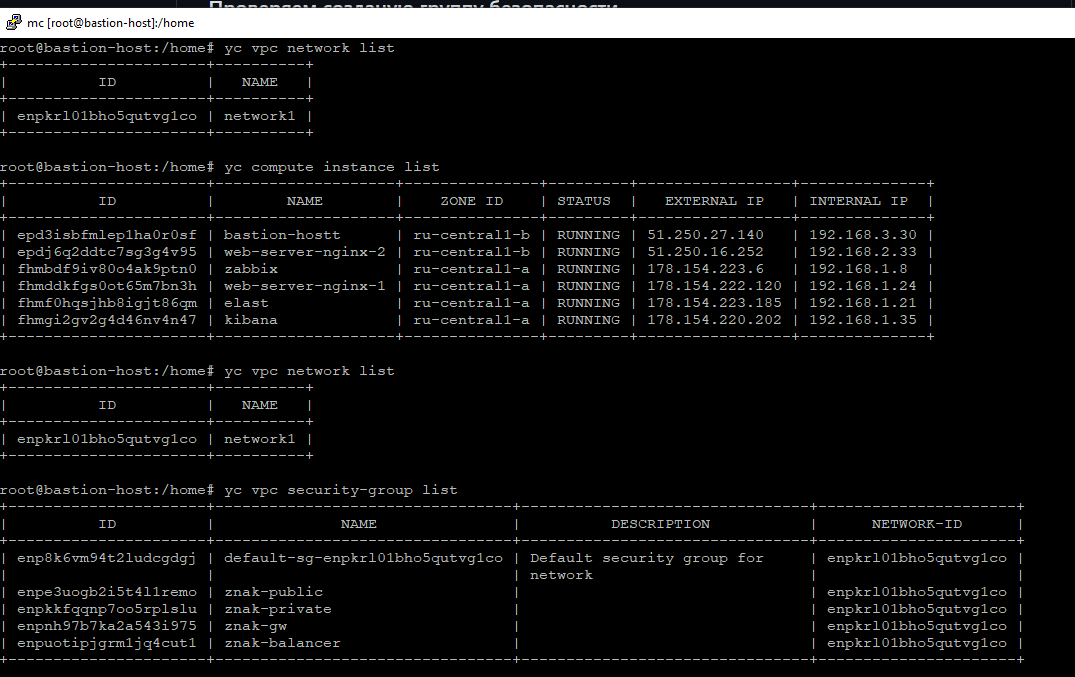 Проверяем созданую группу безопасности
mc [root@bastion-host]:/home
root@bastion-host:/home# yc vpc network list
+----------------------+----------+
|          ID          |   NAME   |
+----------------------+----------+
| enpkrl01bho5qutvg1co | network1 |
+----------------------+----------+
root@bastion-host:/home# yc compute instance list
+----------------------+--------------------+---------------+---------+-----------------+--------------+
|          ID          |        NAME        |    ZONE ID    | STATUS  |   EXTERNAL IP   | INTERNAL IP  |
+----------------------+--------------------+---------------+---------+-----------------+--------------+
| epd3isbfmlep1ha0r0sf | bastion-hostt      | ru-central1-b | RUNNING | 51.250.27.140   | 192.168.3.30 |
| epdj6q2ddtc7sg3g4v95 | web-server-nginx-2 | ru-central1-b | RUNNING | 51.250.16.252   | 192.168.2.33 |
| fhmbdf9iv80o4ak9ptn0 | zabbix             | ru-central1-a | RUNNING | 178.154.223.6   | 192.168.1.8  |
| fhmddkfgs0ot65m7bn3h | web-server-nginx-1 | ru-central1-a | RUNNING | 178.154.222.120 | 192.168.1.24 |
| fhmf0hqsjhb8igjt86qm | elast              | ru-central1-a | RUNNING | 178.154.223.185 | 192.168.1.21 |
| fhmgi2gv2g4d46nv4n47 | kibana             | ru-central1-a | RUNNING | 178.154.220.202 | 192.168.1.35 |
+----------------------+--------------------+---------------+---------+-----------------+--------------+
root@bastion-host:/home# yc vpc network list
+----------------------+----------+
|          ID          |   NAME   |
+----------------------+----------+
| enpkrl01bho5qutvg1co | network1 |
+----------------------+----------+
root@bastion-host:/home# yc vpc security-group list
+----------------------+---------------------------------+--------------------------------+----------------------+
|          ID          |              NAME               |          DESCRIPTION           |      NETWORK-ID      |
+----------------------+---------------------------------+--------------------------------+----------------------+
| enp8k6vm94t2ludcgdgj | default-sg-enpkrl01bho5qutvg1co | Default security group for     | enpkrl01bho5qutvg1co |
|                      |                                 | network                        |                      |
| enpe3uogb2i5t4l1remo | znak-public                     |                                | enpkrl01bho5qutvg1co |
| enpkkfqqnp7oo5rplslu | znak-private                    |                                | enpkrl01bho5qutvg1co |
| enpnh97b7ka2a543i975 | znak-gw                         |                                | enpkrl01bho5qutvg1co |
| enpuotipjgrm1jq4cut1 | znak-balancer                   |                                | enpkrl01bho5qutvg1co |
+----------------------+---------------------------------+--------------------------------+----------------------+